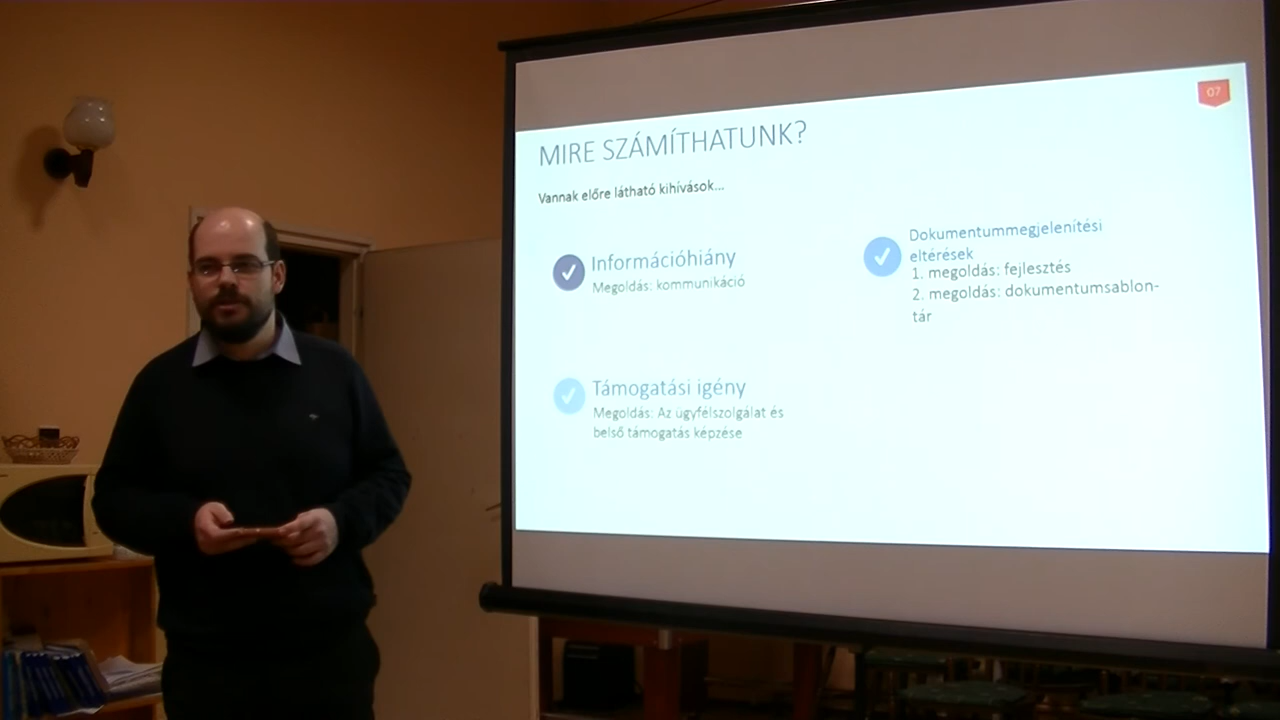 07
MIRE SZÁMÍTHATUNK?
Vannak előre látható kihívások...
Információhiány
Megoldás: kommunikáció
Támogatási igény
Megoldás: Az ügyfélszolgálat és
belső támogatás képzése
Dokumentummegjelenítési
eltérések
1. megoldás: fejlesztés
2. megoldás: dokumentumsablon-
tár